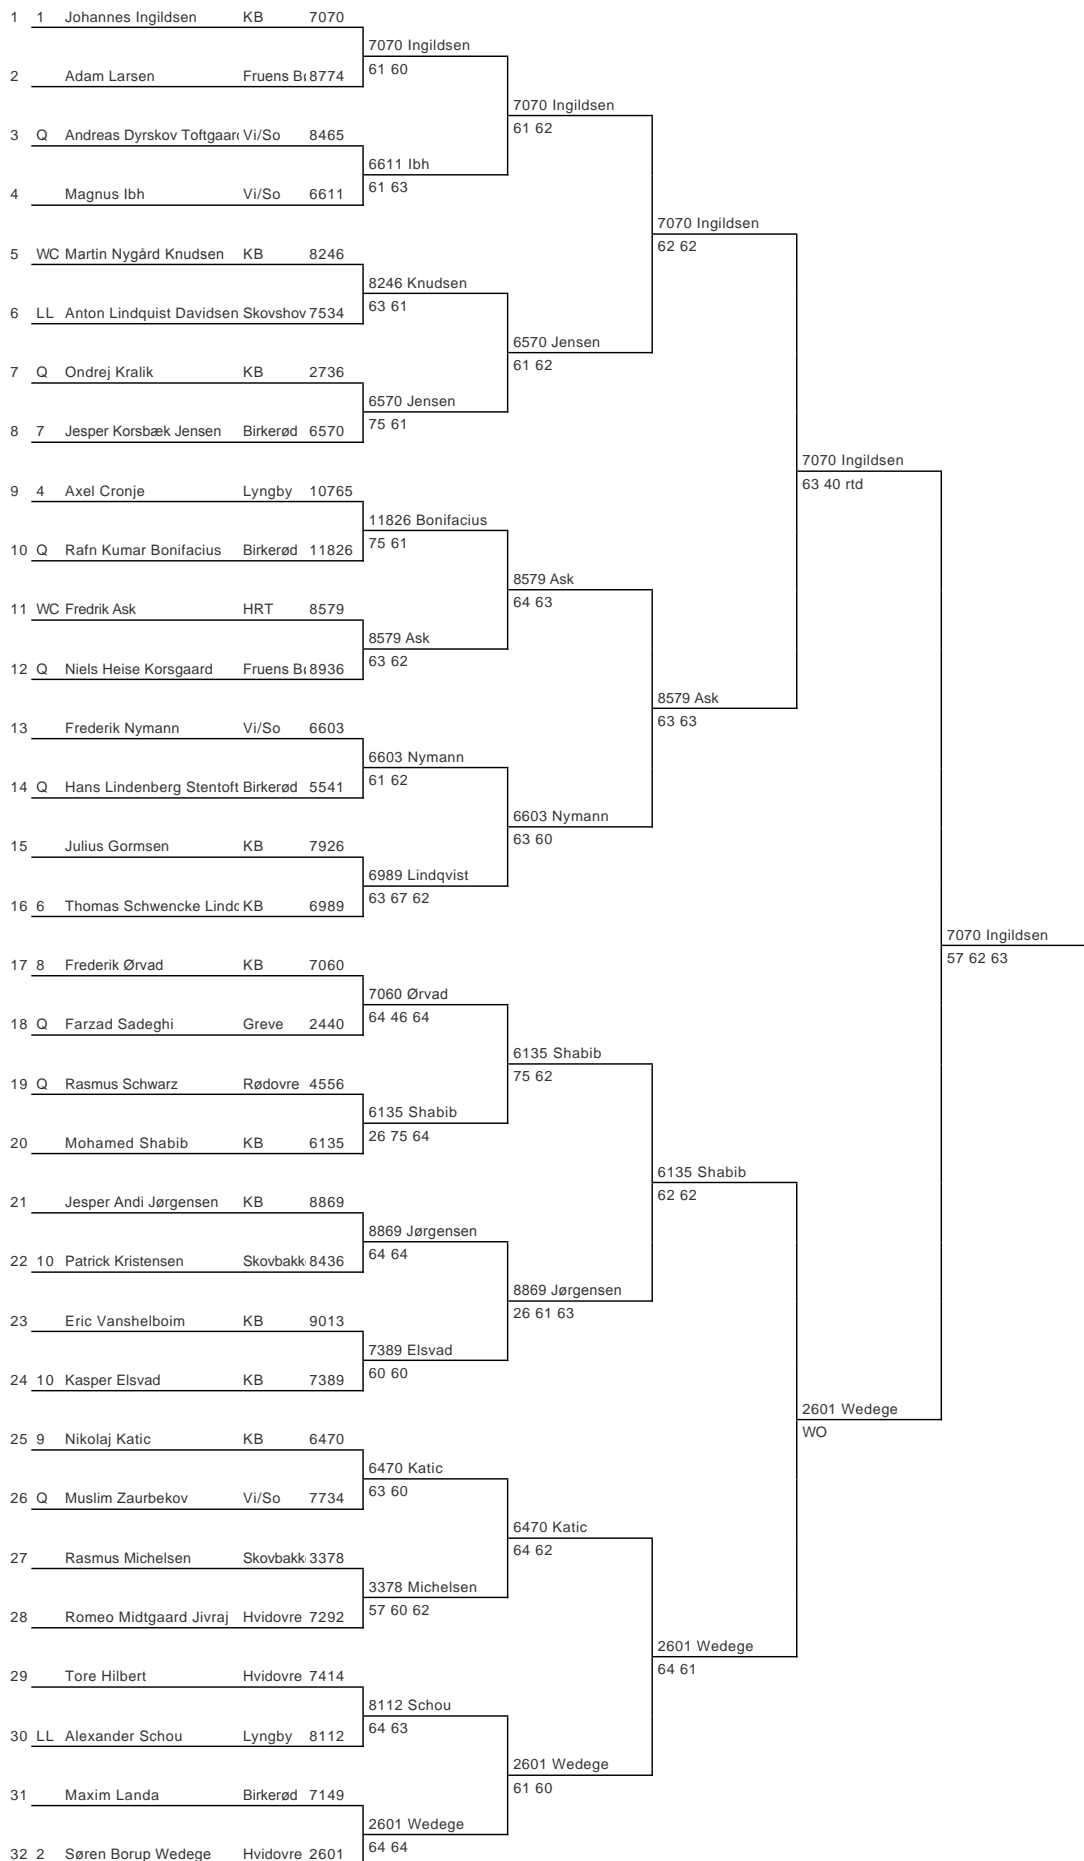 1 1 Johannes Ingildsen KB 7070
7070 Ingildsen
61 60
2 Adam Larsen Fruens Bø 8774
7070 Ingildsen
61 62
3 Q Andreas Dyrskov Toftgaard Vi/So 8465
6611 Ibh
61 63
4 Magnus Ibh Vi/So 6611
7070 Ingildsen
62 62
5 WC Martin Nygård Knudsen KB 8246
8246 Knudsen
63 61
6 LL Anton Lindquist Davidsen Skovshov 7534
6570 Jensen
61 62
7 Q Ondrej Kralik KB 2736
6570 Jensen
75 61
8 7 Jesper Korsbæk Jensen Birkerød 6570
7070 Ingildsen
63 40 rtd
9 4 Axel Cronje Lyngby 10765
11826 Bonifacius
75 61
10 Q Rafn Kumar Bonifacius Birkerød 11826
8579 Ask
64 63
11 WC Fredrik Ask HRT 8579
8579 Ask
63 62
12 Q Niels Heise Korsgaard Fruens Bø 8936
8579 Ask
63 63
13 Frederik Nymann Vi/So 6603
6603 Nymann
61 62
14 Q Hans Lindenberg Stentoft Birkerød 5541
6603 Nymann
63 60
15 Julius Gormsen KB 7926
6989 Lindqvist
63 67 62
16 6 Thomas Schwencke Lindq KB 6989
7070 Ingildsen
57 62 63
17 8 Frederik Ørvad KB 7060
7060 Ørvad
64 46 64
18 Q Farzad Sadeghi Greve 2440
6135 Shabib
75 62
19 Q Rasmus Schwarz Rødovre 4556
6135 Shabib
26 75 64
20 Mohamed Shabib KB 6135
6135 Shabib
62 62
21 Jesper Andi Jørgensen KB 8869
8869 Jørgensen
64 64
22 10 Patrick Kristensen Skovbakk 8436
8869 Jørgensen
26 61 63
23 Eric Vanshelboim KB 9013
7389 Elsvad
60 60
24 10 Kasper Elsvad KB 7389
2601 Wedege
WO
25 9 Nikolaj Katic KB 6470
6470 Katic
63 60
26 Q Muslim Zaurbekov Vi/So 7734
6470 Katic
64 62
27 Rasmus Michelsen Skovbakk 3378
3378 Michelsen
57 60 62
28 Romeo Midtgaard Jivraj Hvidovre 7292
2601 Wedege
64 61
29 Tore Hilbert Hvidovre 7414
8112 Schou
64 63
30 LL Alexander Schou Lyngby 8112
2601 Wedege
61 60
31 Maxim Landa Birkerød 7149
2601 Wedege
64 64
32 2 Søren Borup Wedege Hvidovre 2601